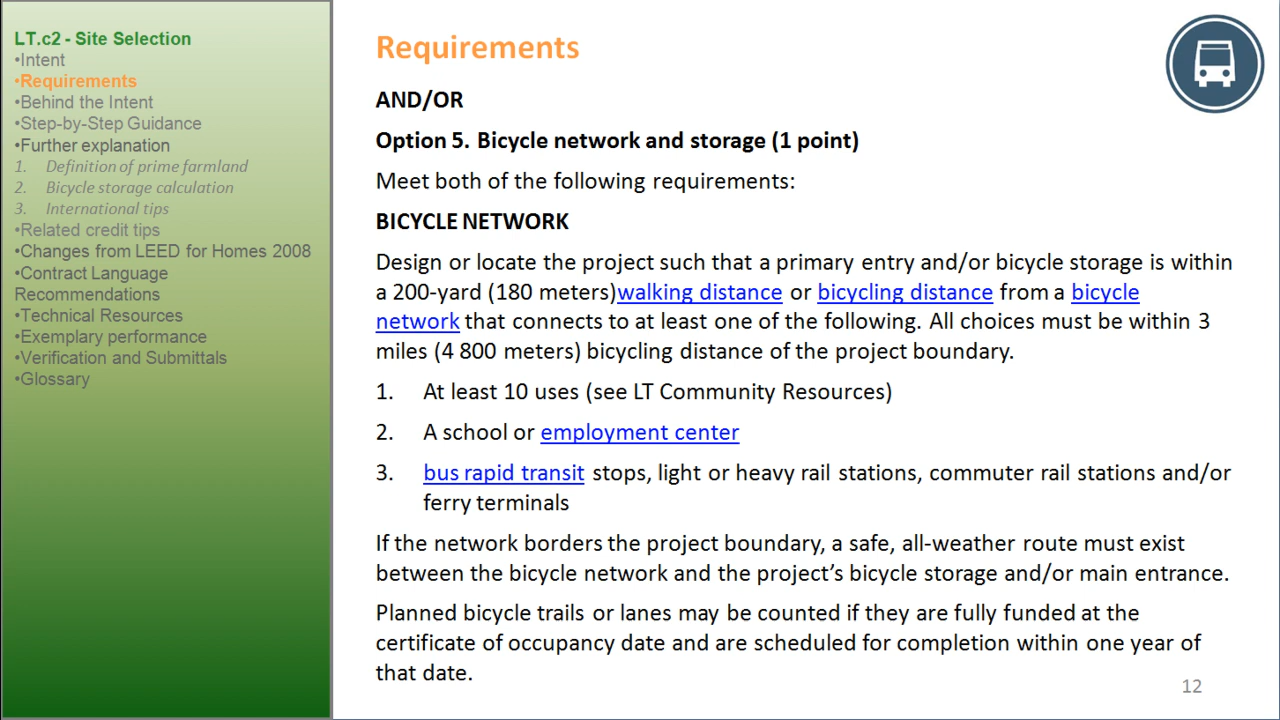 LT.c2 - Site Selection
•Intent
•Requirements
•Behind the Intent
•Step-by-Step Guidance
•Further explanation
1. Definition of prime farmland
2. Bicycle storage calculation
3. International tips
•Related credit tips
•Changes from LEED for Homes 2008
•Contract Language
Recommendations
•Technical Resources
•Exemplary performance
•Verification and Submittals
•Glossary
Requirements
AND/OR
Option 5. Bicycle network and storage (1 point)
Meet both of the following requirements:
BICYCLE NETWORK
Design or locate the project such that a primary entry and/or bicycle storage is within
a 200-yard (180 meters)walking distance or bicycling distance from a bicycle
network that connects to at least one of the following. All choices must be within 3
miles (4 800 meters) bicycling distance of the project boundary.
1. At least 10 uses (see LT Community Resources)
2. A school or employment center
3. bus rapid transit stops, light or heavy rail stations, commuter rail stations and/or
ferry terminals
If the network borders the project boundary, a safe, all-weather route must exist
between the bicycle network and the project’s bicycle storage and/or main entrance.
Planned bicycle trails or lanes may be counted if they are fully funded at the
certificate of occupancy date and are scheduled for completion within one year of
that date.
12